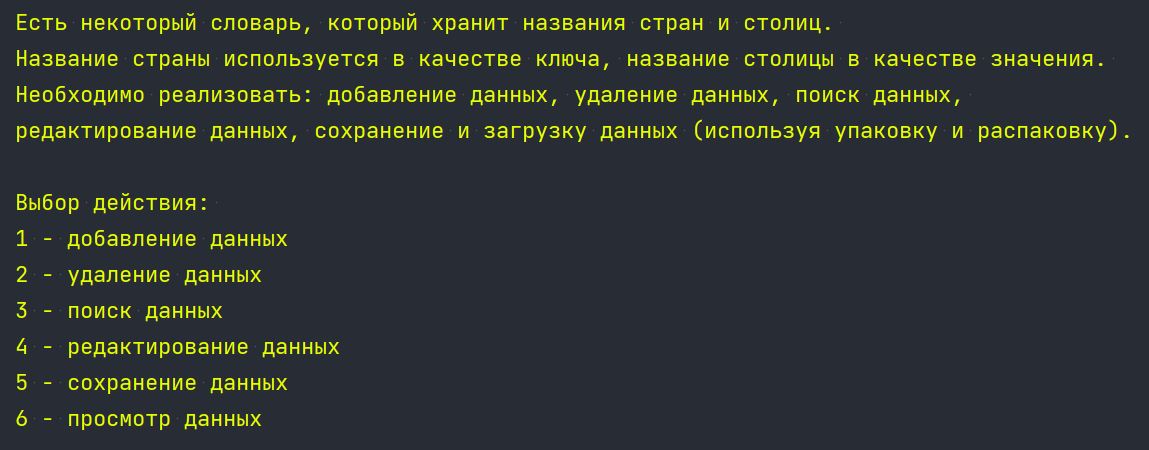 Есть некоторый словарь, который хранит названия стран и столиц.
Название страны используется в качестве ключа, название столицы в качестве значения.
Необходимо реализовать: добавление данных, удаление данных, поиск данных,
редактирование данных, сохранение и загрузку данных (используя упаковку и распаковку).
Выбор действия:
1 - добавление данных
2 - удаление данных
3 - поиск данных
4 - редактирование данных
5 - сохранение данных
6 - просмотр данных